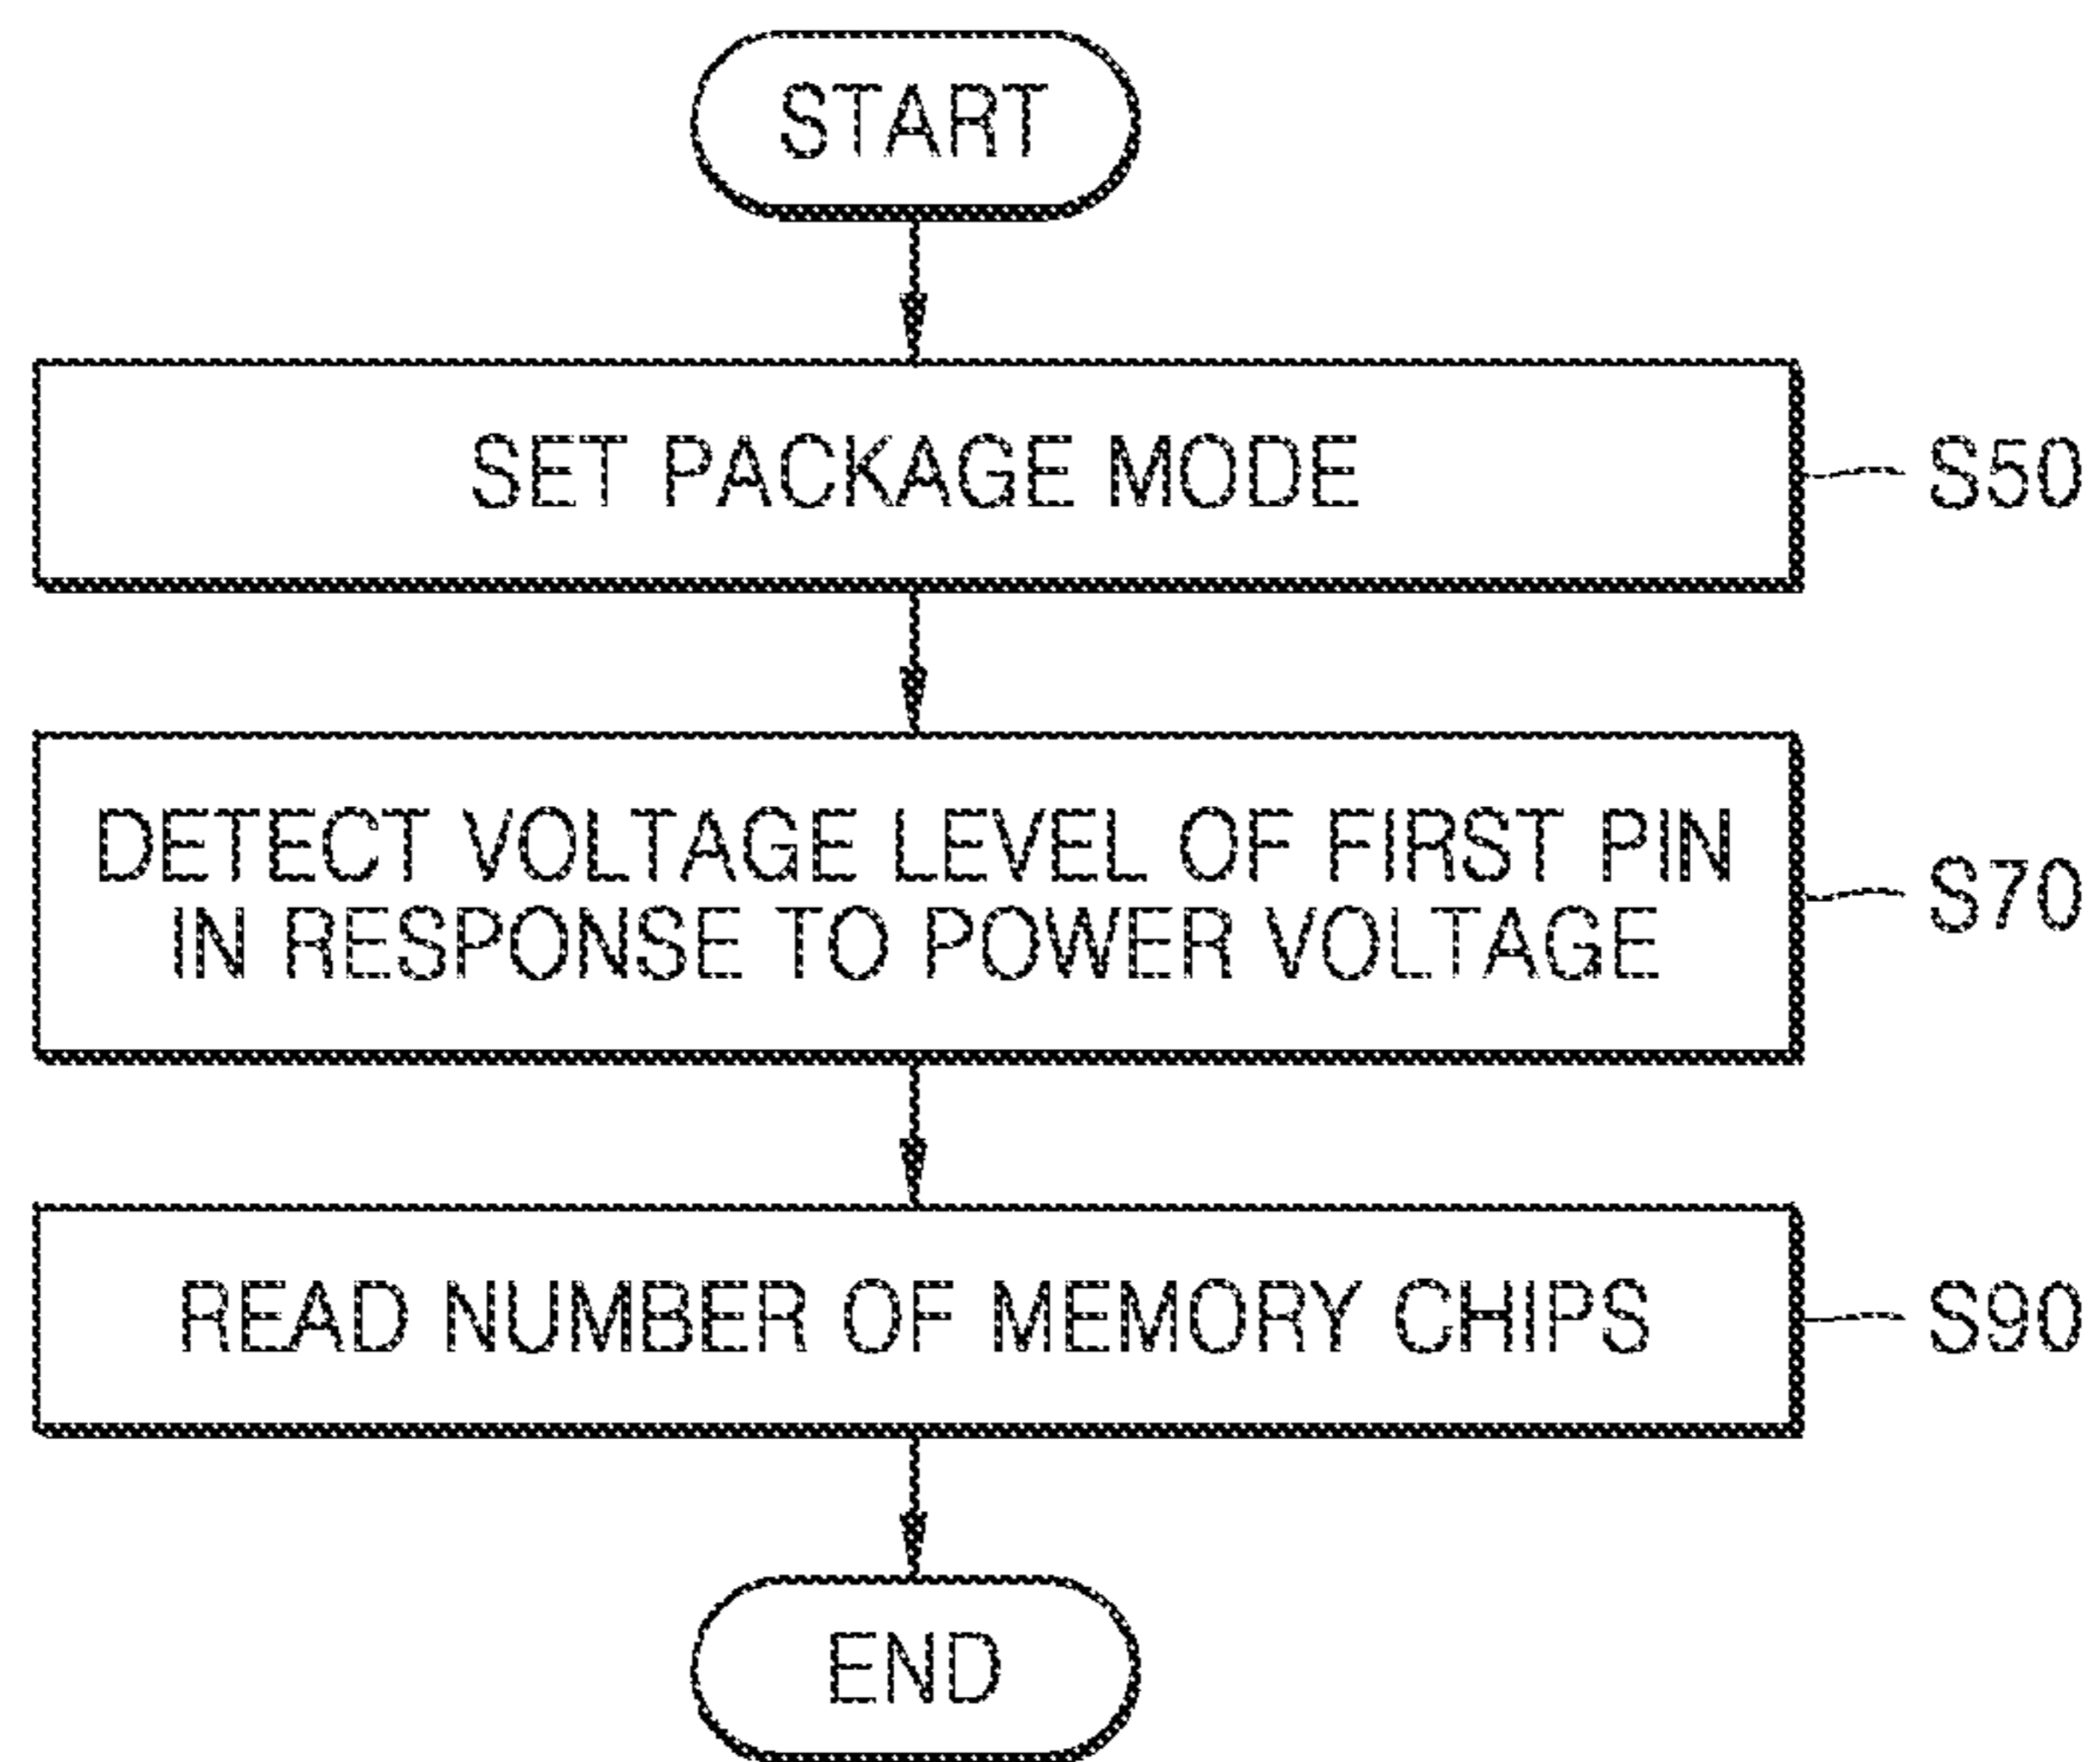 START
SET PACKAGE MODE
S50
DETECT VOLTAGE LEVEL OF FIRST PIN
IN RESPONSE TO POWER VOLTAGE
S70
READ NUMBER OF MEMORY CHIPS
S90
END